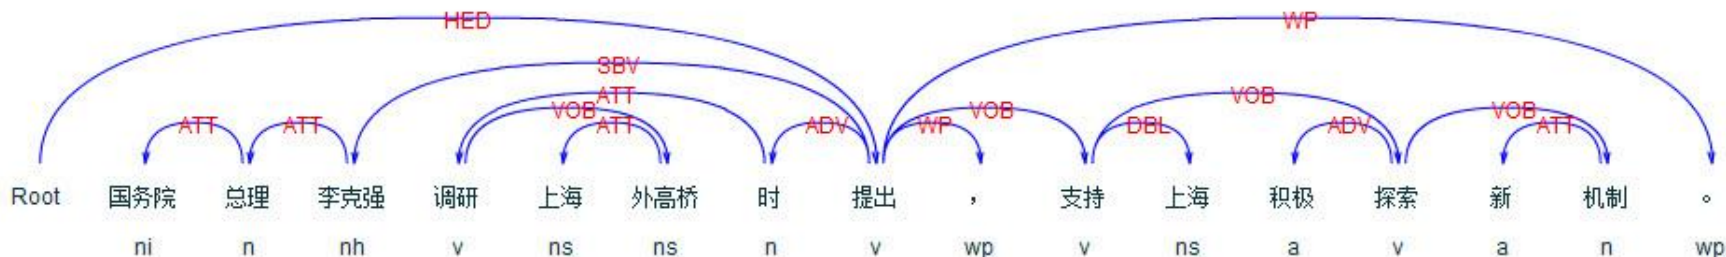 HED WP
SBV
ATT
VOB VOB VOB
ATT ATT ATT ADV WP VOB DBL ADV ATT
Root 国务院 总理 李克强 调研 上海 外高桥 时 提出 ， 支持 上海 积极 探索 新 机制 。
ni n nh v ns ns n v wp v ns a v a n wp